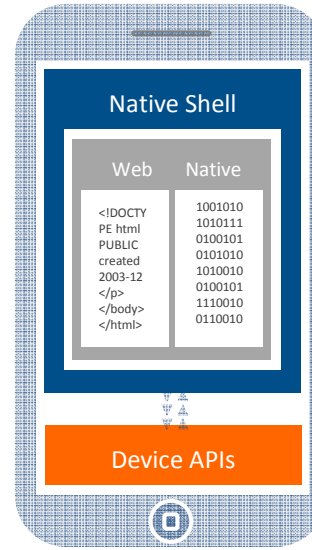 Native Shell
Web Native
<!DOCTY
PE html
PUBLIC
created
2003-12
</p>
</body>
</html>
1001010
1010111
0100101
0101010
1010010
0100101
1110010
0110010
Device APIs